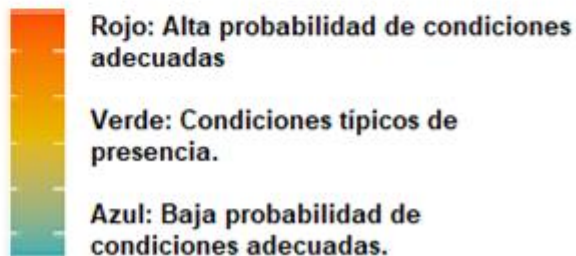 Rojo: Alta probabilidad de condiciones
adecuadas
Verde: Condiciones típicos de
presencia.
Azul: Baja probabilidad de
condiciones adecuadas.